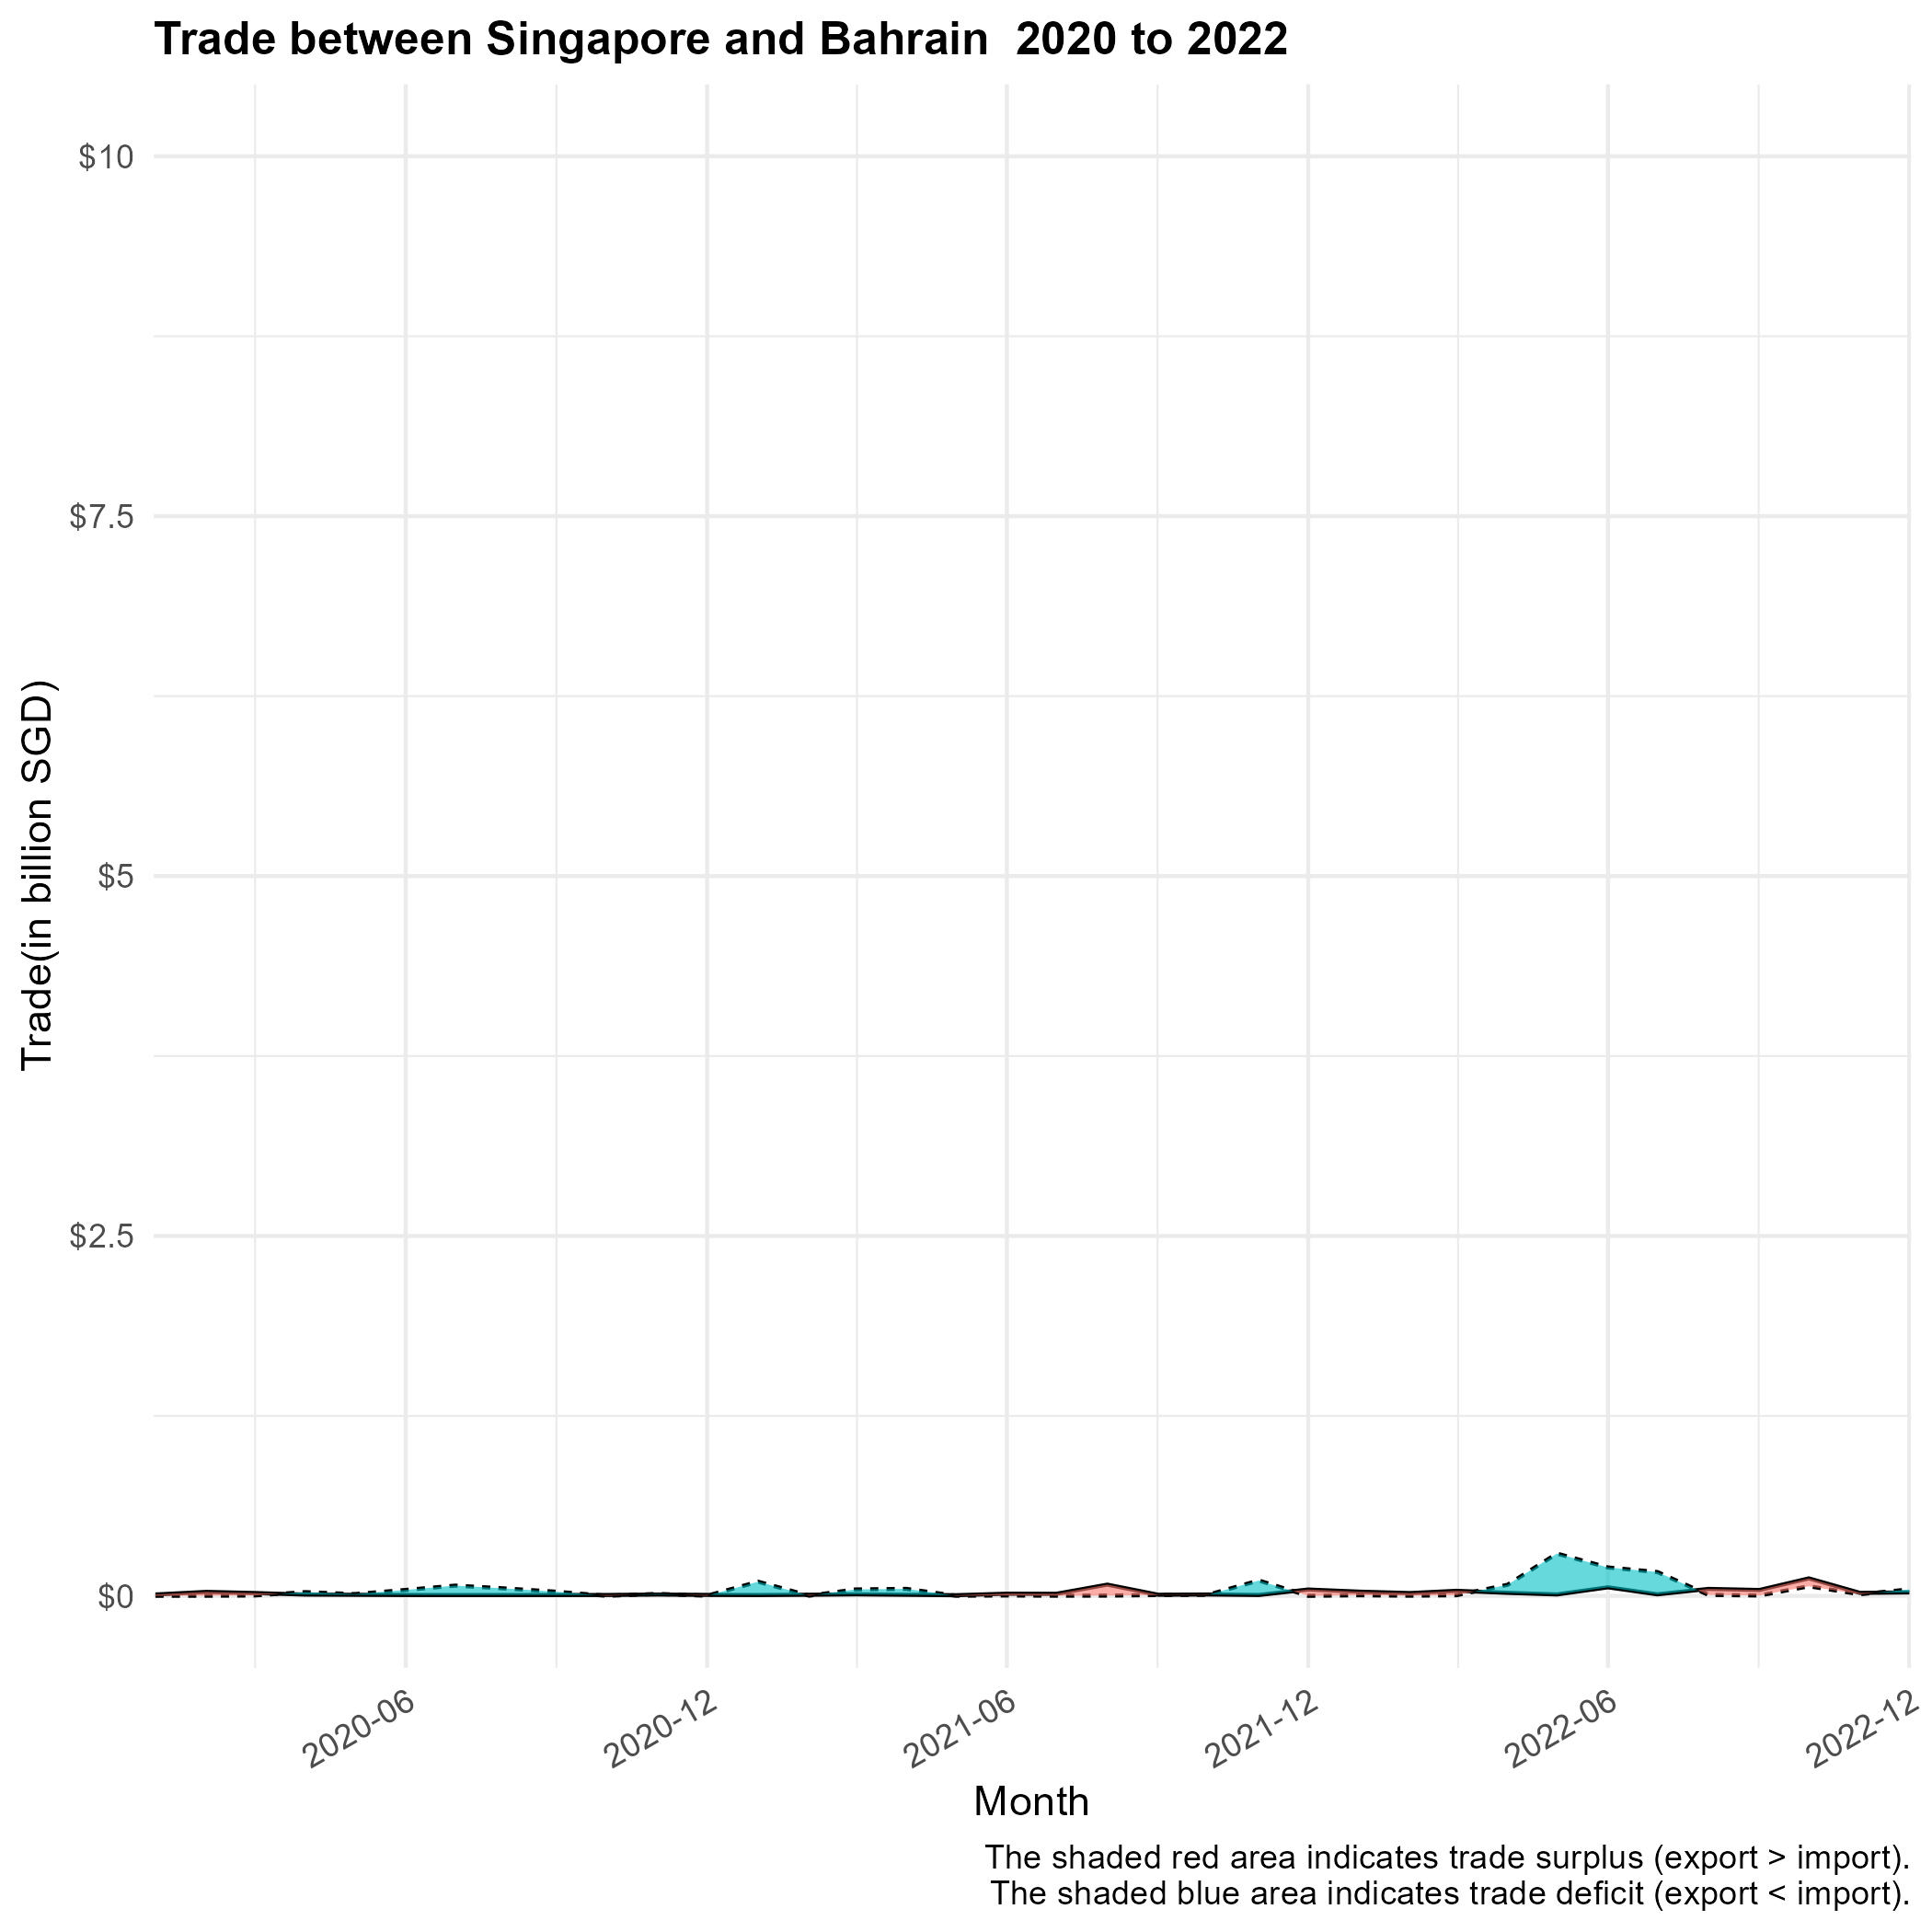 Trade between Singapore and Bahrain  2020 to 2022
$10
$7.5
$5
$2.5
$0
Trade(in billion SGD)
2020-06
2020-12
2021-06
2021-12
2022-06
2022-12
Month
The shaded red area indicates trade surplus (export > import).
The shaded blue area indicates trade deficit (export < import).